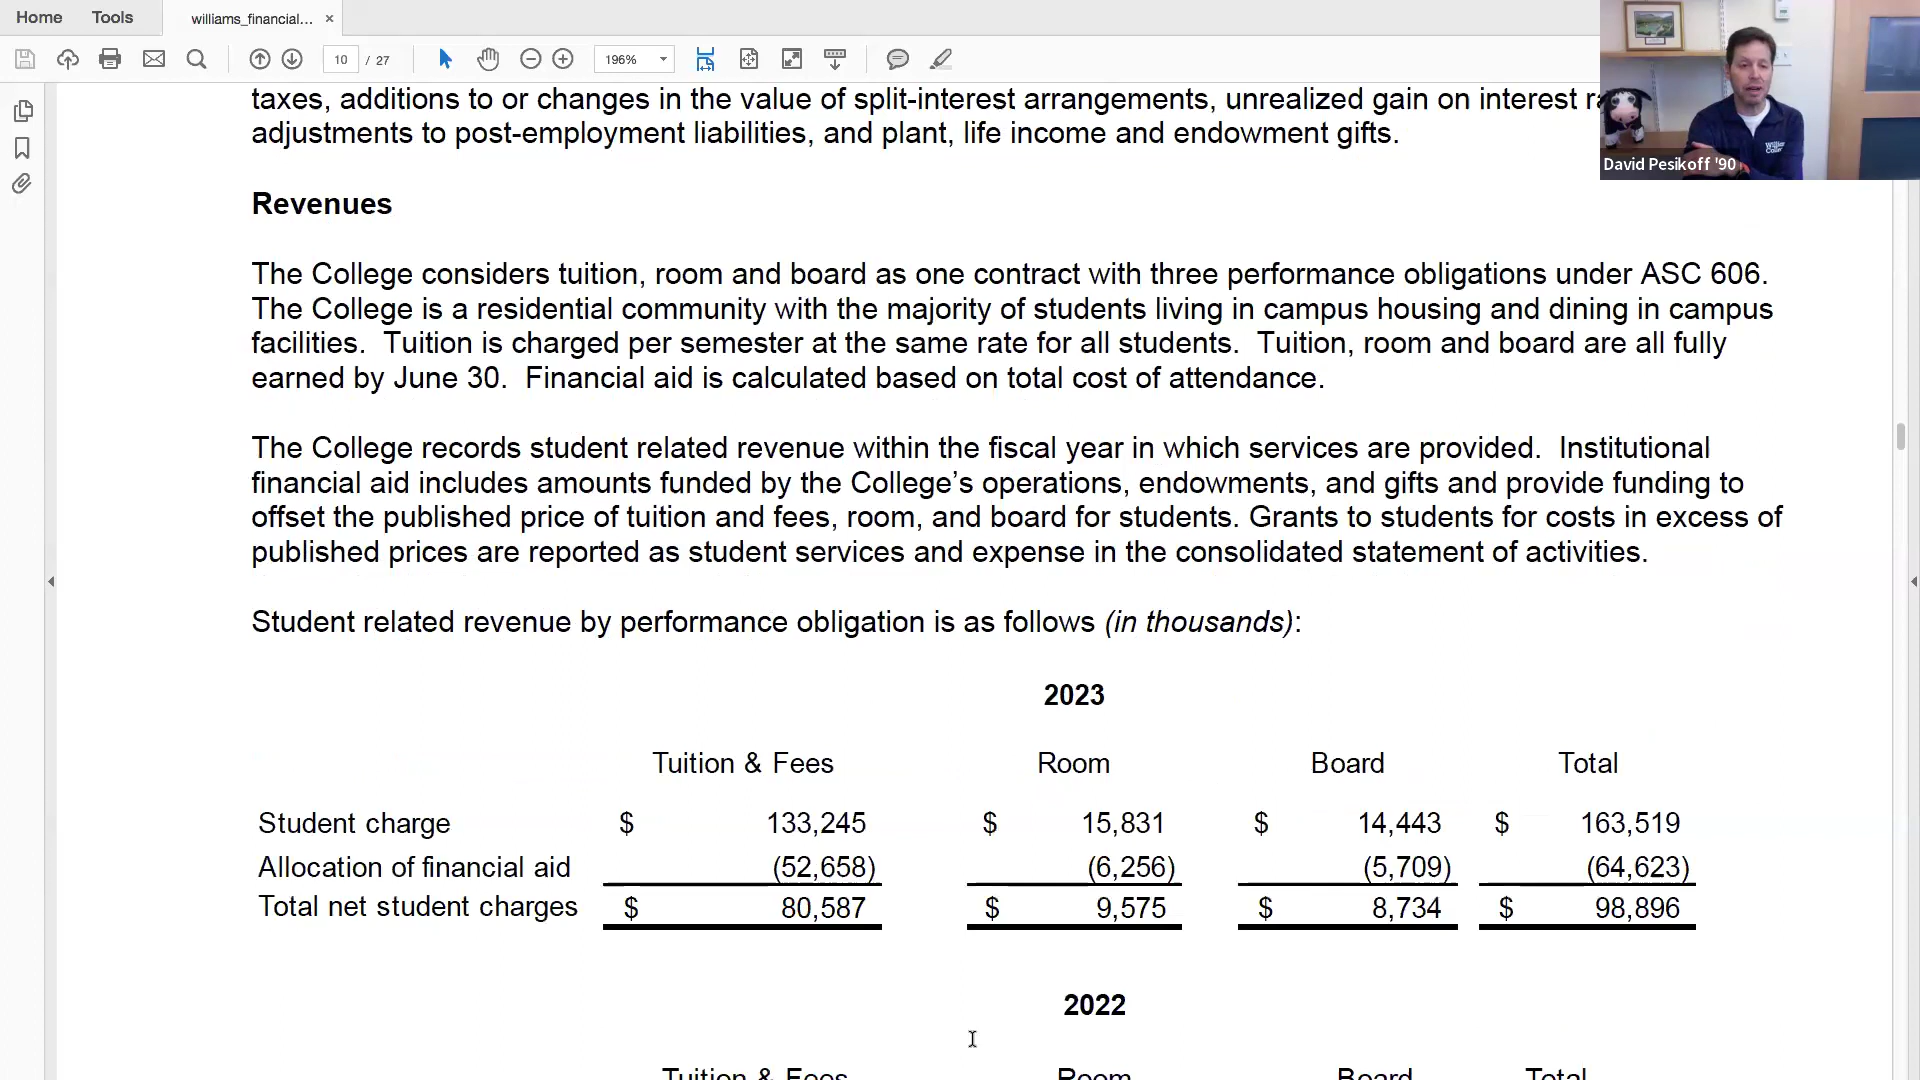 Home Tools williams_financial... ×
10 / 27 196%
taxes, additions to or changes in the value of split-interest arrangements, unrealized gain on interest
adjustments to post-employment liabilities, and plant, life income and endowment gifts.
David Pesikoff '90
Revenues
The College considers tuition, room and board as one contract with three performance obligations under ASC 606.
The College is a residential community with the majority of students living in campus housing and dining in campus
facilities. Tuition is charged per semester at the same rate for all students. Tuition, room and board are all fully
earned by June 30. Financial aid is calculated based on total cost of attendance.
The College records student related revenue within the fiscal year in which services are provided. Institutional
financial aid includes amounts funded by the College's operations, endowments, and gifts and provide funding to
offset the published price of tuition and fees, room, and board for students. Grants to students for costs in excess of
published prices are reported as student services and expense in the consolidated statement of activities.
Student related revenue by performance obligation is as follows (in thousands):
2023
Tuition & Fees Room Board Total
Student charge $ 133,245 $ 15,831 $ 14,443 $ 163,519
Allocation of financial aid (52,658) (6,256) (5,709) (64,623)
Total net student charges $ 80,587 $ 9,575 $ 8,734 $ 98,896
2022
Tuition & Fees Room Board Total